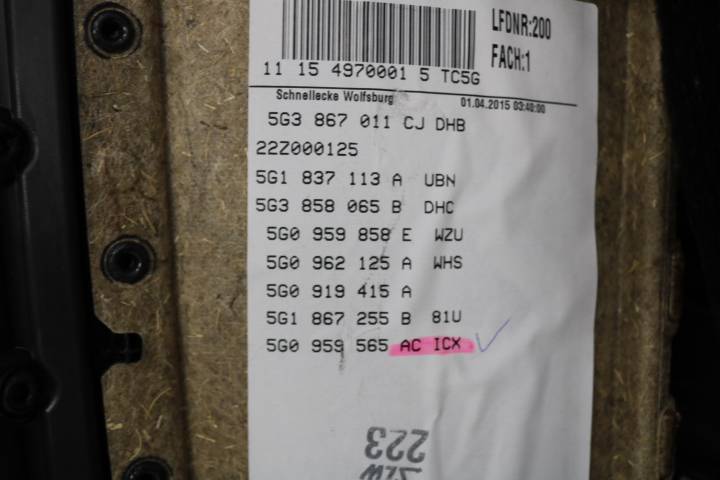 LFDNR:200
FACH:1
11 15 4970001 5 TC5G
Schnellecke Wolfsburg 01.04.2015 03:40:00
5G3 867 011 CJ DHB
22Z000125
5G1 837 113 A UBN
5G3 858 065 B DHC
5G0 959 858 E WZU
5G0 962 125 A WHS
5G0 919 415 A
5G1 867 255 B 81U
5G0 959 565 AC ICX
223